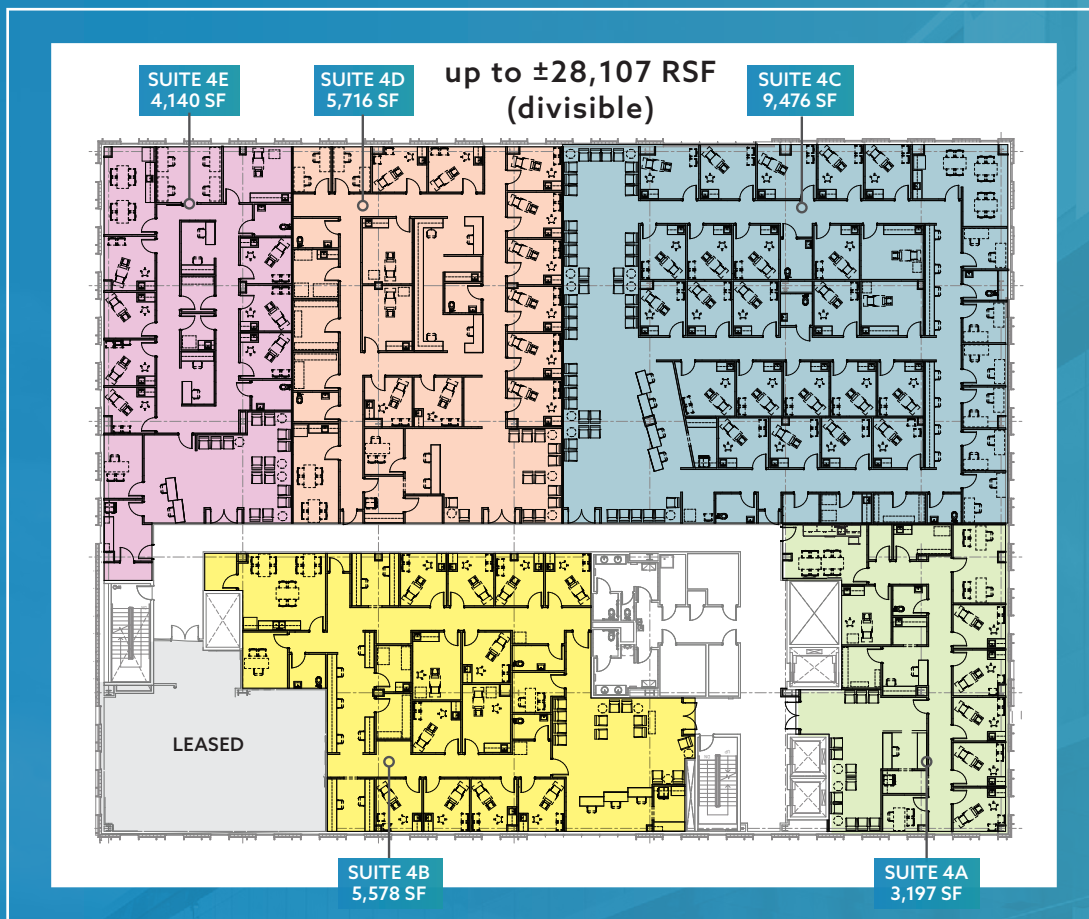 up to ±28,107 RSF
(divisible)
SUITE 4E
4,140 SF
SUITE 4D
5,716 SF
SUITE 4C
9,476 SF
LEASED
SUITE 4B
5,578 SF
SUITE 4A
3,197 SF